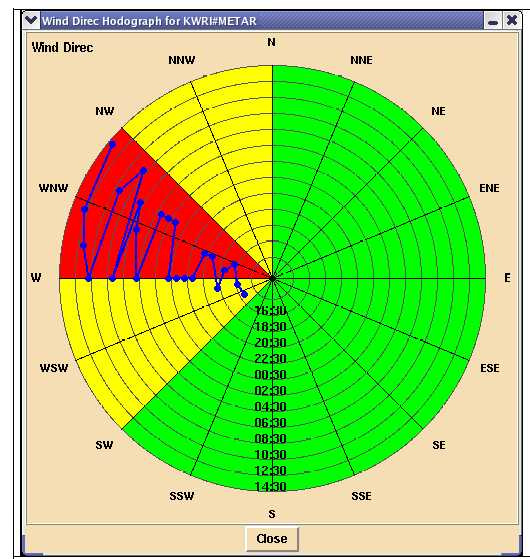 Wind Direc Hodograph for KWRI#METAR
Wind Direc
N
NNW
NNE
NW
NE
WNW
ENE
W
E
WSW
ESE
SW
SE
SSW
SSE
S
16:30
18:30
20:30
22:30
00:30
02:30
04:30
06:30
08:30
10:30
12:30
14:30
Close